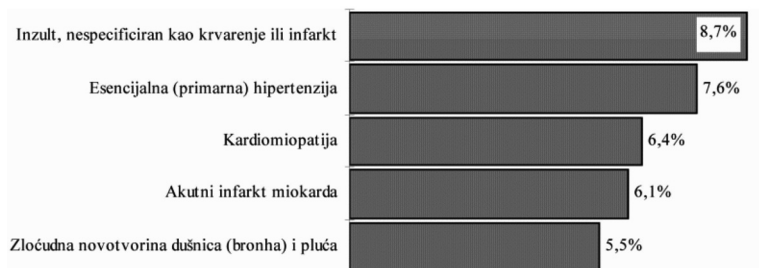 Inzult, nespecificiran kao krvarenje ili infarkt 8,7%
Esencijalna (primarna) hipertenzija 7,6%
Kardiomiopatija 6,4%
Akutni infarkt miokarda 6,1%
Zloćudna novotvorina dušnica (bronha) i pluća 5,5%